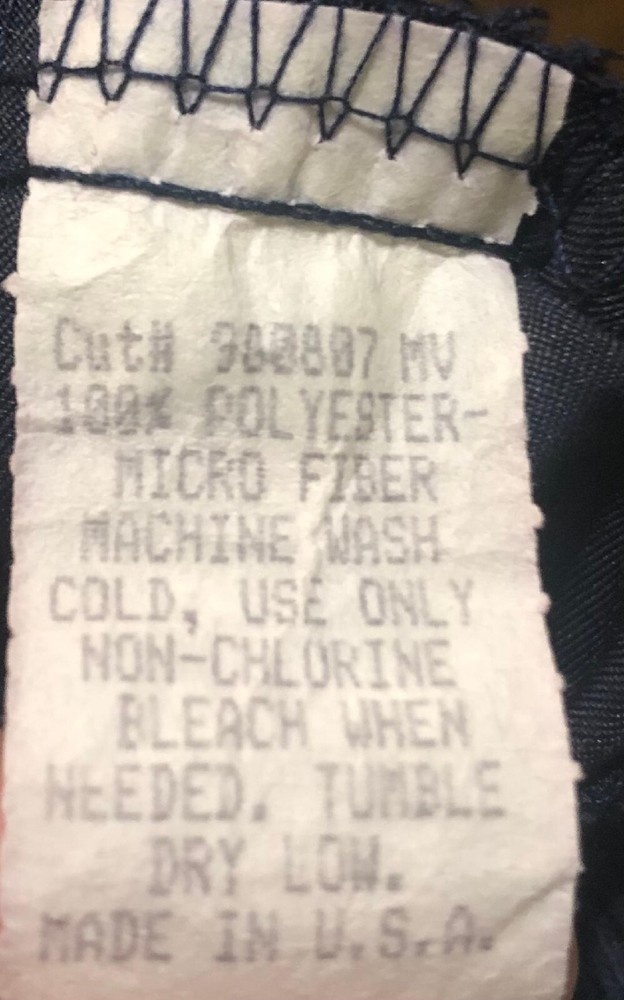 Cut# 980807 MV
100% POLYESTER-
MICRO FIBER
MACHINE WASH
COLD, USE ONLY
NON-CHLORINE
BLEACH WHEN
NEEDED. TUMBLE
DRY LOW.
MADE IN U.S.A.